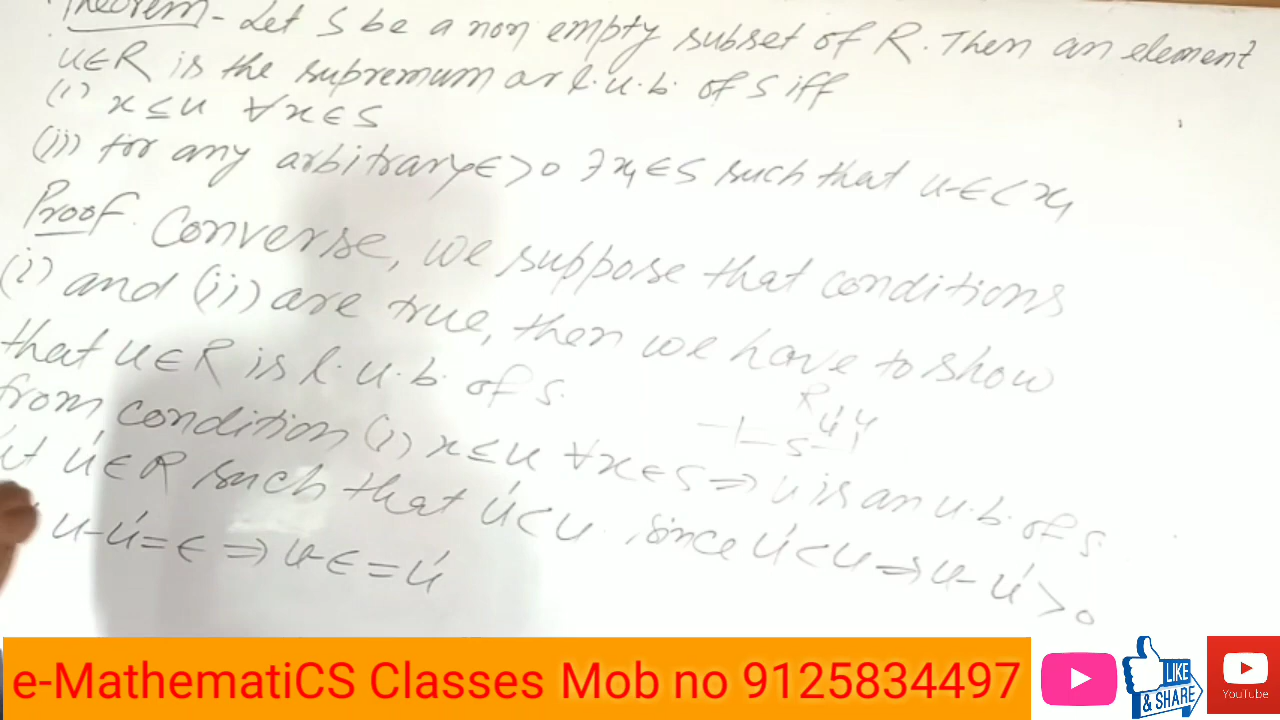 Theorem - Let S be a non empty subset of R. Then an element
u∈R is the supremum or l.u.b. of S iff
(i) x ≤ u ∀x∈S
(ii) for any arbitrary ∈>0 ∃x₁∈S such that u-∈<x₁
Proof. Converse, we suppose that conditions
(i) and (ii) are true, then we have to show
that u∈R is l.u.b. of S.
R
ú u
S
from condition (i) x≤u ∀x∈S ⇒ u is an u.b. of S
ú∈R such that ú<u. since ú<u ⇒ u-ú>0
u-ú=∈ ⇒ u-∈=ú
e-MathematiCS Classes Mob no 9125834497
LIKE
& SHARE
YouTube